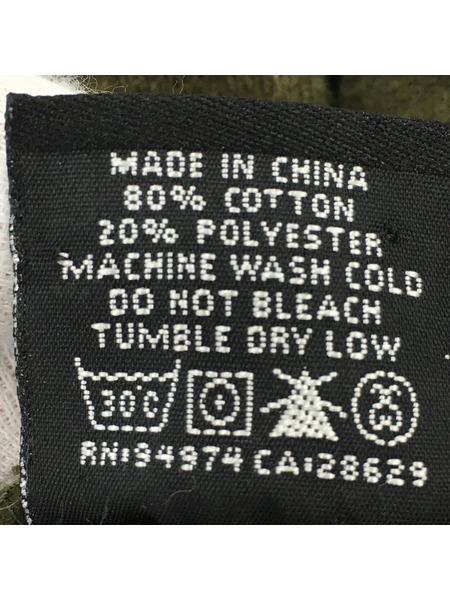 MADE IN CHINA
80% COTTON
20% POLYESTER
MACHINE WASH COLD
DO NOT BLEACH
TUMBLE DRY LOW
30C
RN:94974 CA:28629